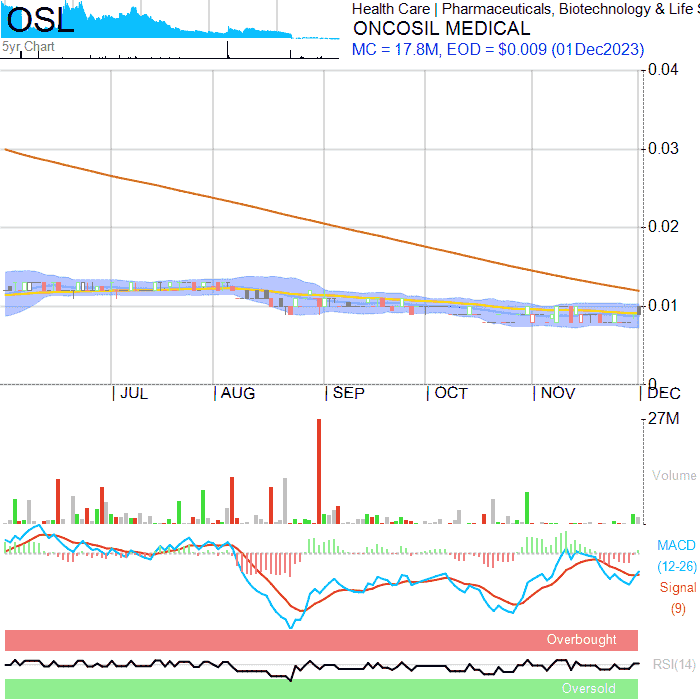 OSL
5yr Chart
Health Care | Pharmaceuticals, Biotechnology & Life S
ONCOSIL MEDICAL
MC = 17.8M, EOD = $0.009 (01Dec2023)
0.04
0.03
0.02
0.01
0
JUL AUG SEP OCT NOV DEC
27M
Volume
MACD
(12-26)
Signal
(9)
Overbought
RSI(14)
Oversold